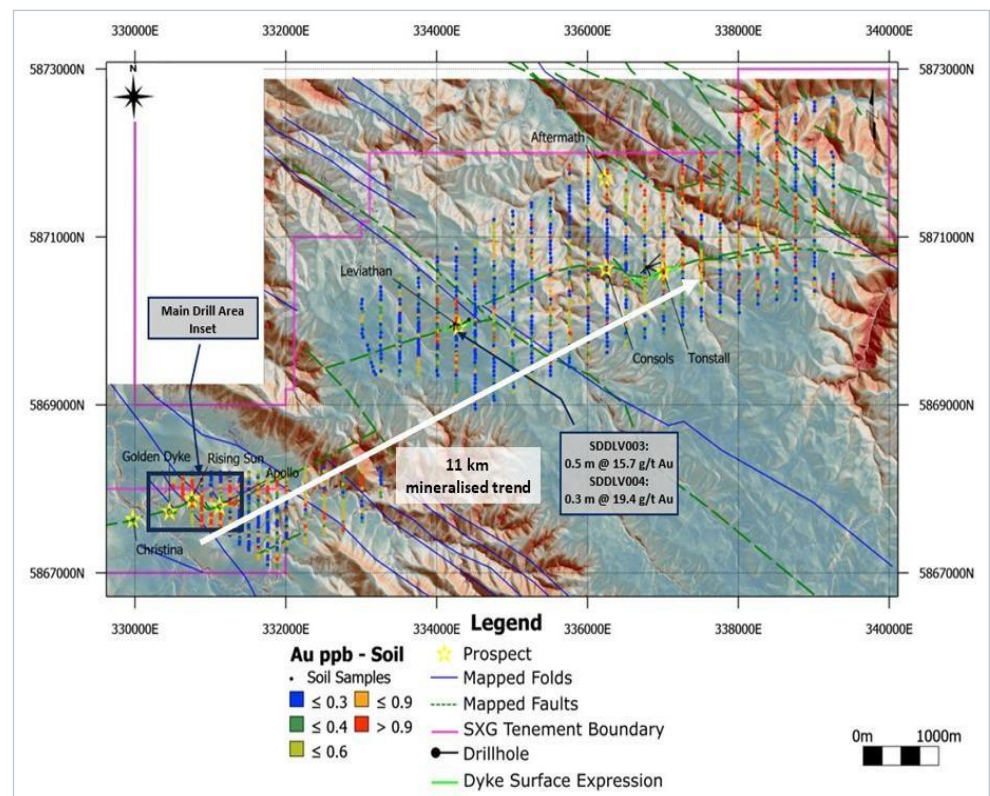 330000E 332000E 334000E 336000E 338000E 340000E
5873000N 5873000N
N
Aftermath
5871000N 5871000N
Leviathan
Main Drill Area
Inset
Consols Tonstall
5869000N 5869000N
SDDLV003:
0.5 m @ 15.7 g/t Au
SDDLV004:
0.3 m @ 19.4 g/t Au
Golden Dyke Rising Sun
Apollo
11 km
mineralised trend
Christina
5867000N 5867000N
330000E 332000E 334000E 336000E 338000E 340000E
Legend
Au ppb - Soil
Soil Samples
≤ 0.3 ≤ 0.9
≤ 0.4 > 0.9
≤ 0.6
Prospect
Mapped Folds
Mapped Faults
SXG Tenement Boundary
Drillhole
Dyke Surface Expression
0m 1000m